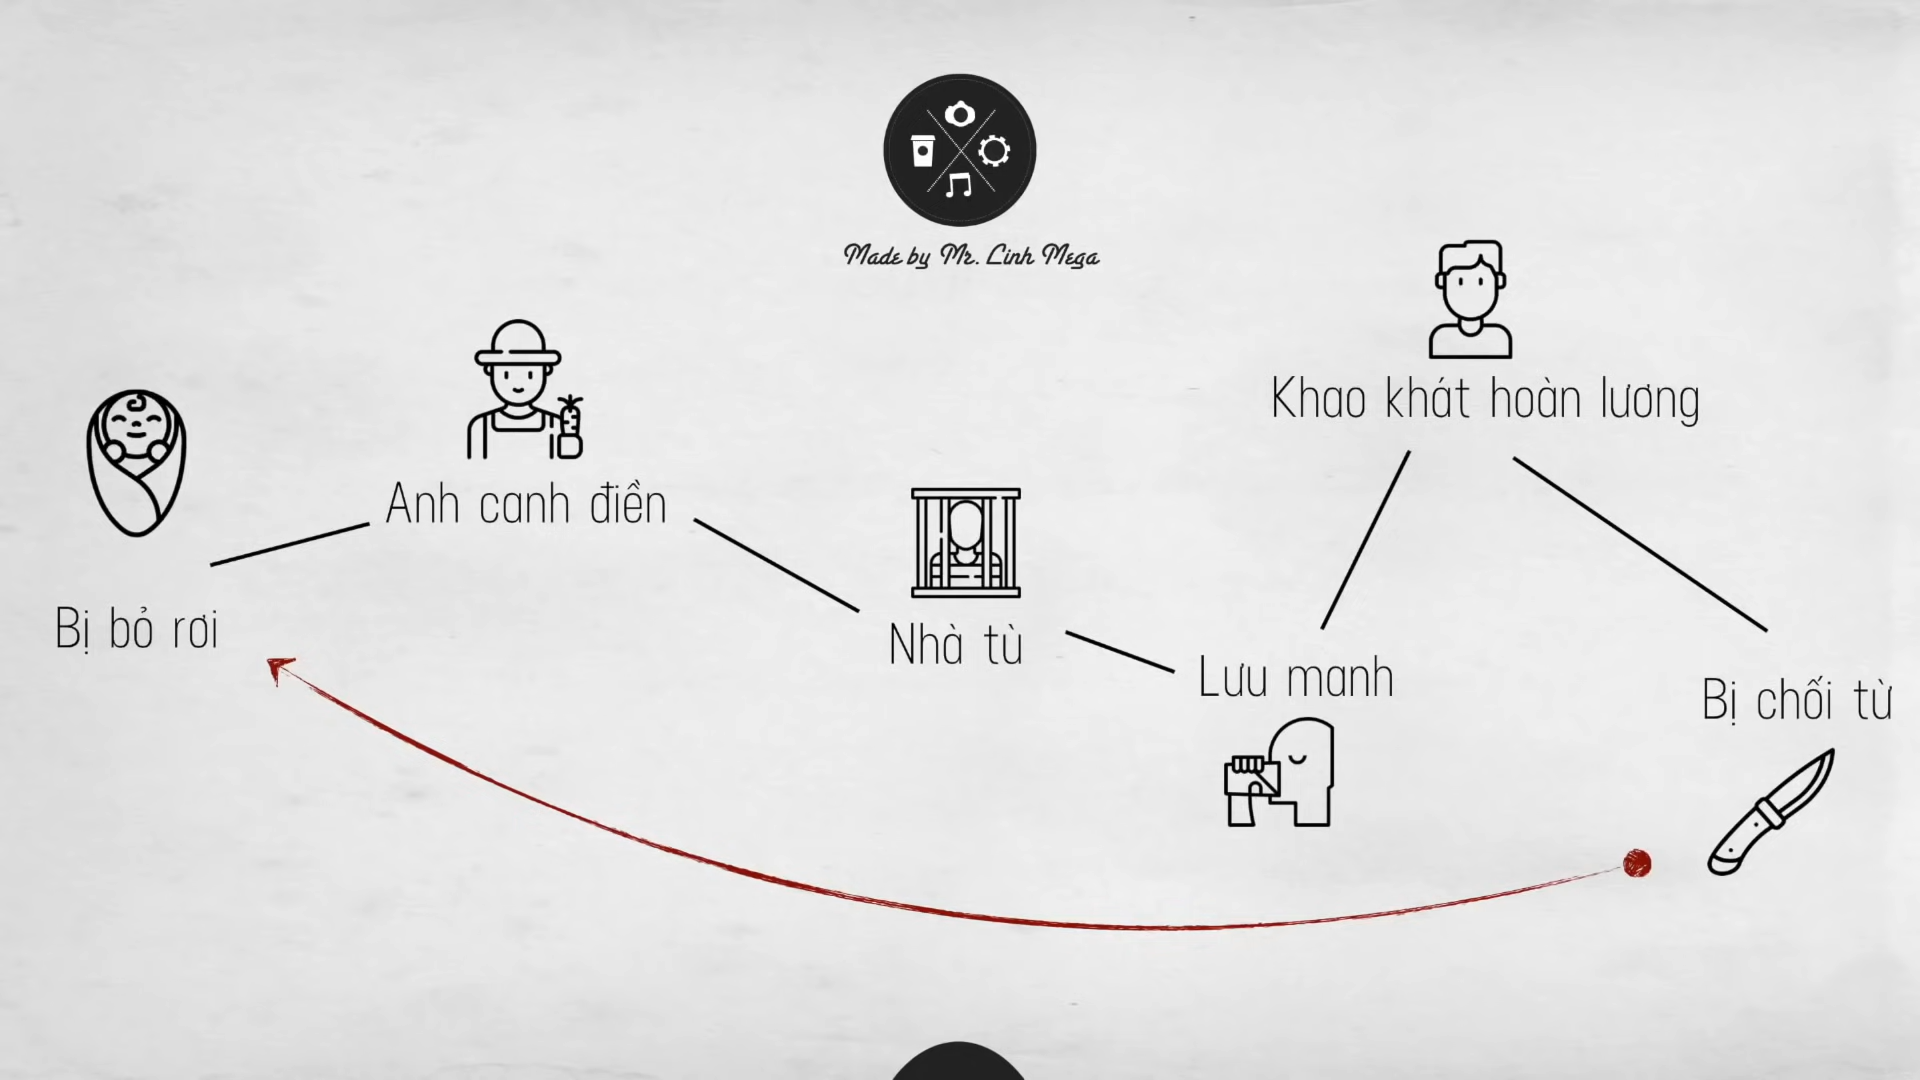 Made by Mr. Linh Mega
Khao khát hoàn lương
Anh canh điền
Bị bỏ rơi
Nhà tù
Lưu manh
Bị chối từ